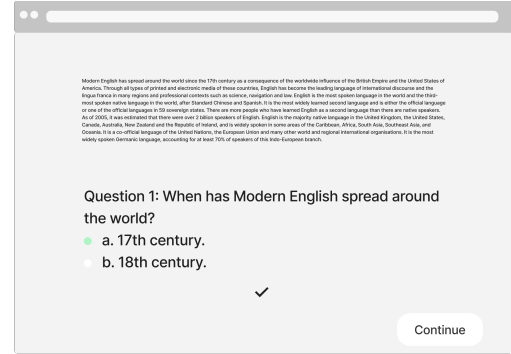 Modern English has spread around the world since the 17th century as a consequence of the worldwide influence of the British Empire and the United States of
America. Through all types of printed and electronic media of these countries, English has become the leading language of international discourse and the
lingua franca in many regions and professional contexts such as science, navigation and law. English is the most spoken language in the world and the third-
most spoken native language in the world, after Standard Chinese and Spanish. It is the most widely learned second language and is either the official language
or one of the official languages in 59 sovereign states. There are more people who have learned English as a second language than there are native speakers.
As of 2005, it was estimated that there were over 2 billion speakers of English. English is the majority native language in the United Kingdom, the United States,
Canada, Australia, New Zealand and the Republic of Ireland, and is widely spoken in some areas of the Caribbean, Africa, South Asia, Southeast Asia, and
Oceania. It is a co-official language of the United Nations, the European Union and many other world and regional international organisations. It is the most
widely spoken Germanic language, accounting for at least 70% of speakers of this Indo-European branch.
Question 1: When has Modern English spread around
the world?
a. 17th century.
b. 18th century.
Continue